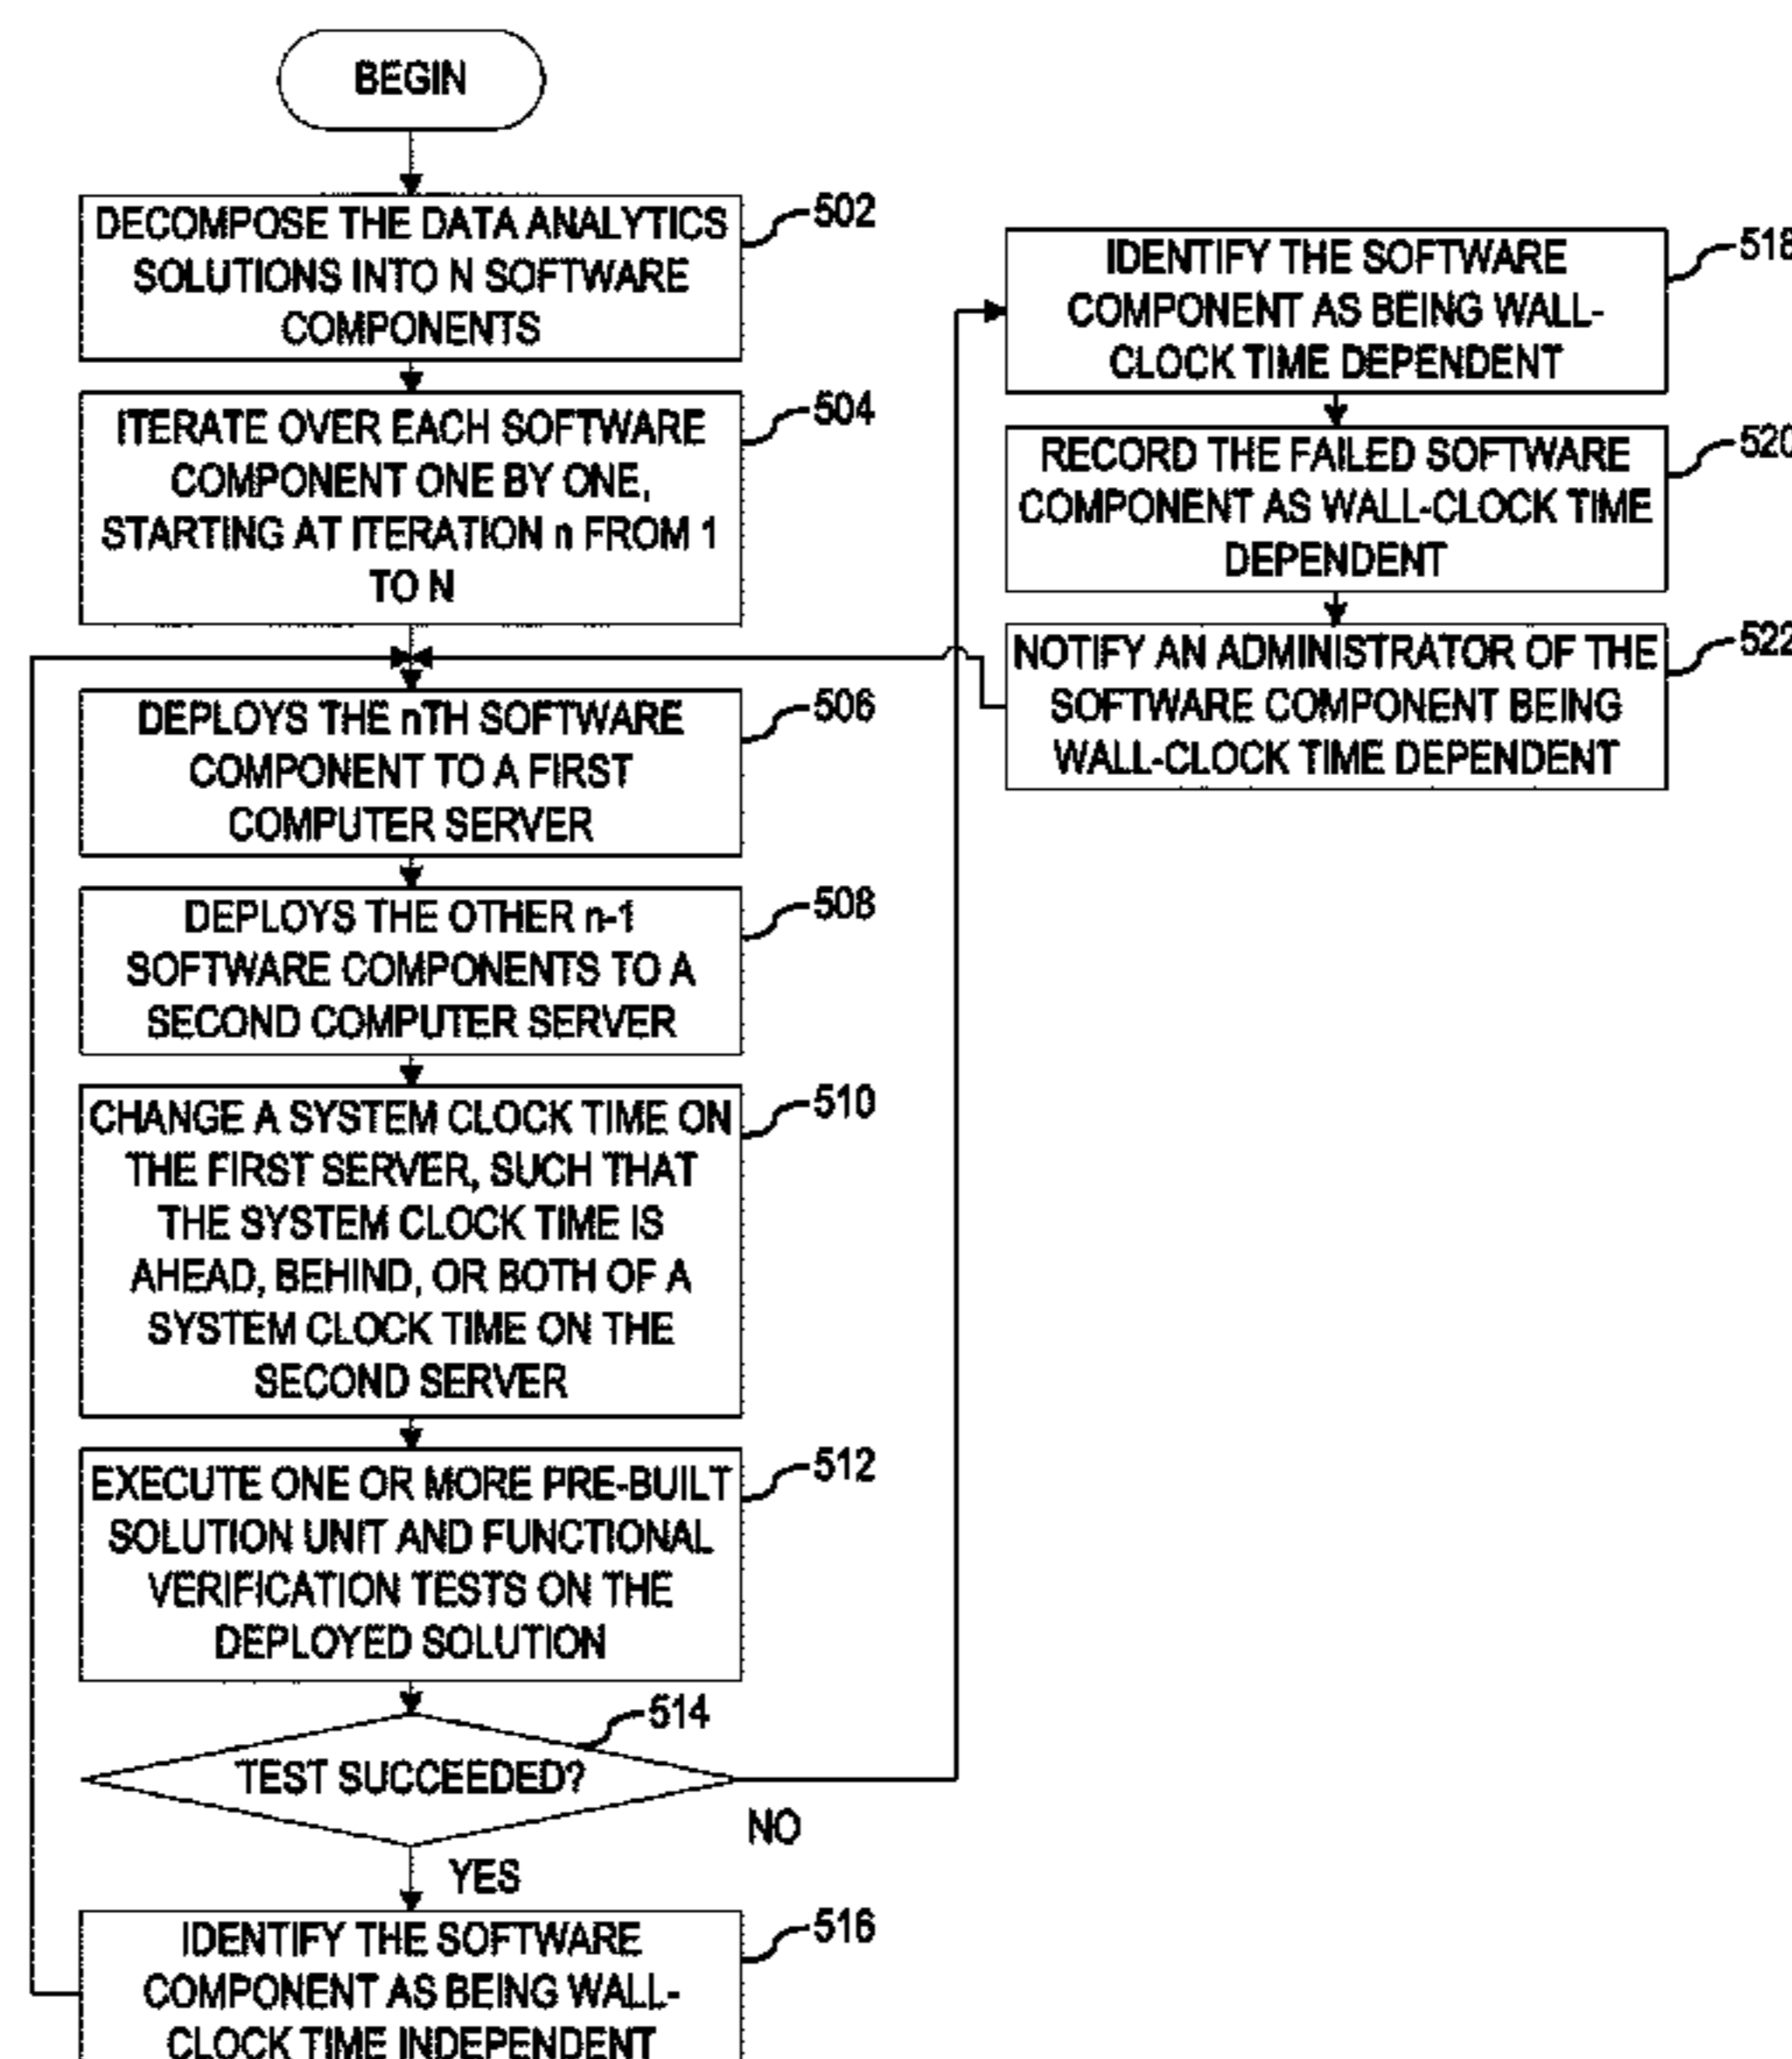 BEGIN
DECOMPOSE THE DATA ANALYTICS
SOLUTIONS INTO N SOFTWARE
COMPONENTS
502
ITERATE OVER EACH SOFTWARE
COMPONENT ONE BY ONE,
STARTING AT ITERATION n FROM 1
TO N
504
DEPLOYS THE nTH SOFTWARE
COMPONENT TO A FIRST
COMPUTER SERVER
506
DEPLOYS THE OTHER n-1
SOFTWARE COMPONENTS TO A
SECOND COMPUTER SERVER
508
CHANGE A SYSTEM CLOCK TIME ON
THE FIRST SERVER, SUCH THAT
THE SYSTEM CLOCK TIME IS
AHEAD, BEHIND, OR BOTH OF A
SYSTEM CLOCK TIME ON THE
SECOND SERVER
510
EXECUTE ONE OR MORE PRE-BUILT
SOLUTION UNIT AND FUNCTIONAL
VERIFICATION TESTS ON THE
DEPLOYED SOLUTION
512
TEST SUCCEEDED?
514
NO
YES
IDENTIFY THE SOFTWARE
COMPONENT AS BEING WALL-
CLOCK TIME INDEPENDENT
516
IDENTIFY THE SOFTWARE
COMPONENT AS BEING WALL-
CLOCK TIME DEPENDENT
518
RECORD THE FAILED SOFTWARE
COMPONENT AS WALL-CLOCK TIME
DEPENDENT
520
NOTIFY AN ADMINISTRATOR OF THE
SOFTWARE COMPONENT BEING
WALL-CLOCK TIME DEPENDENT
522